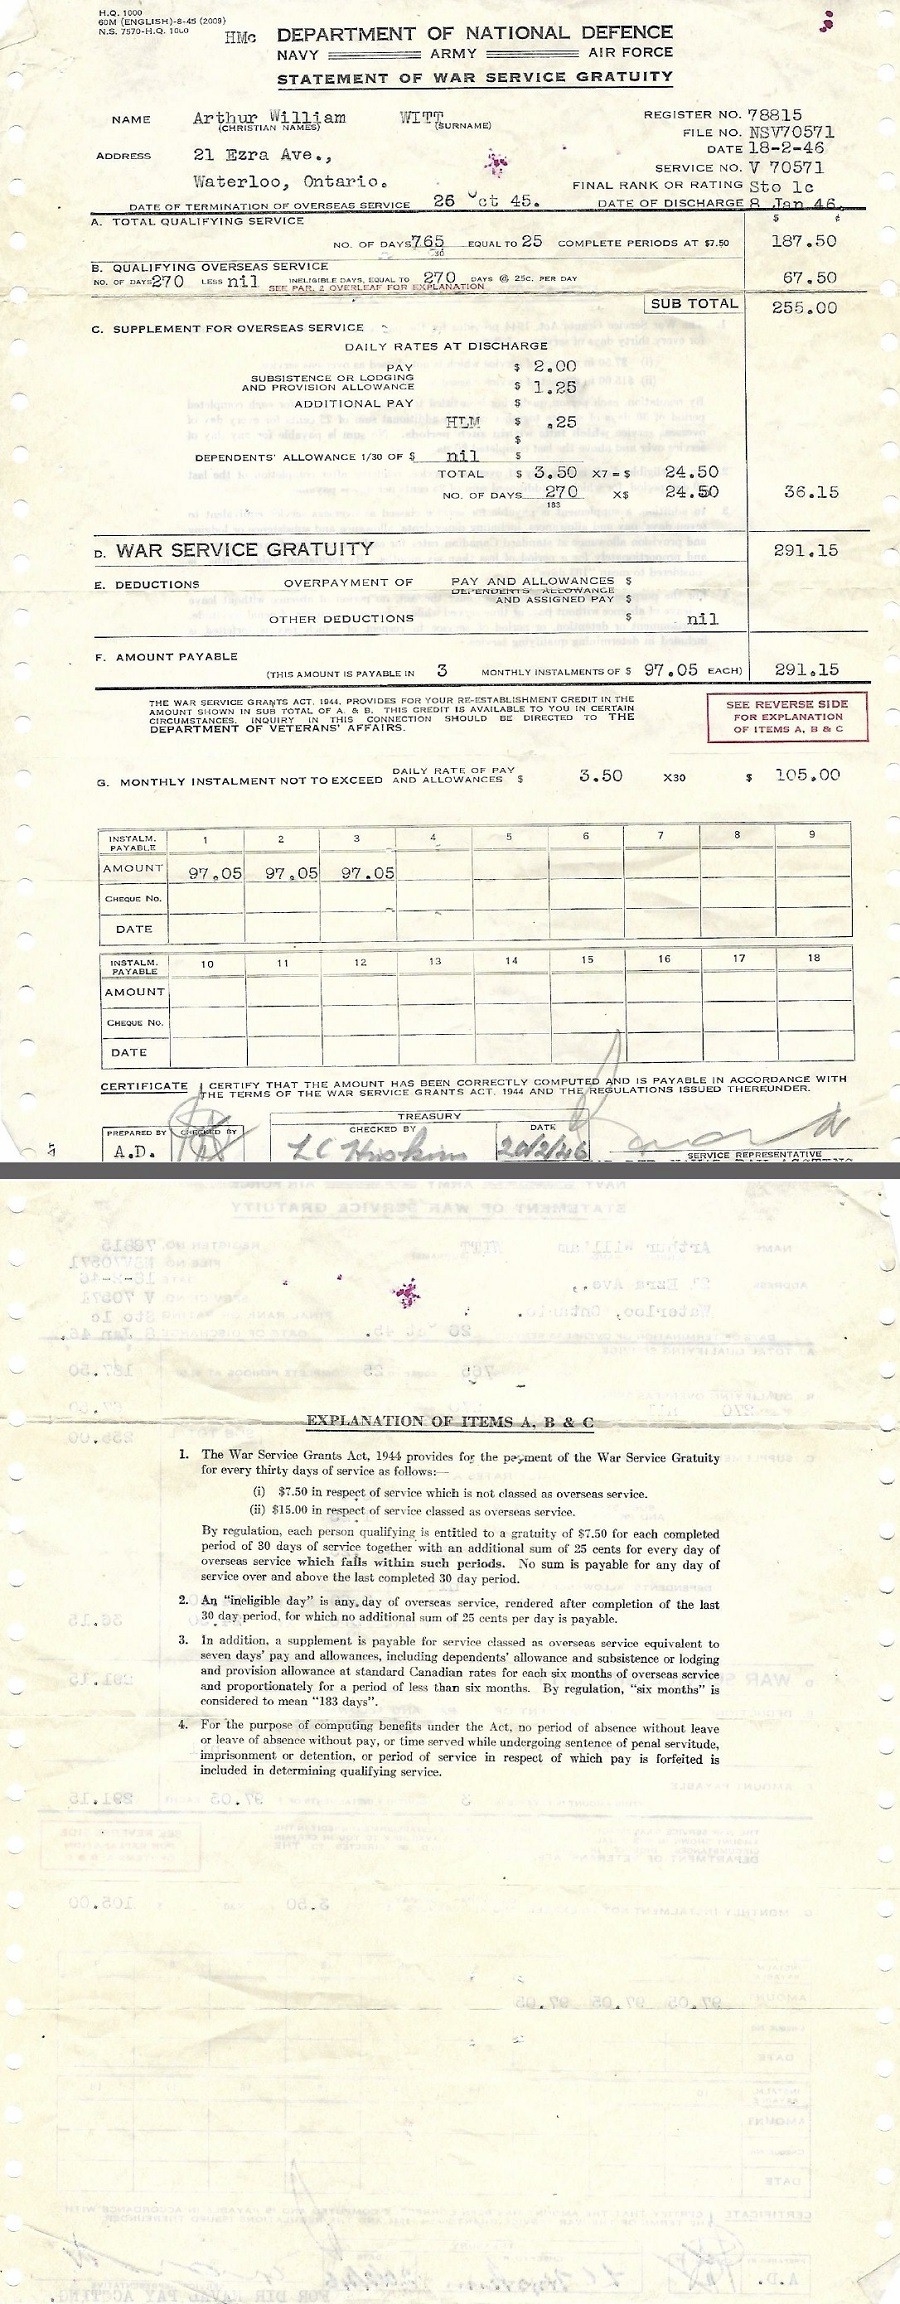 H.Q. 1000
60M (ENGLISH)-8-45 (2009)
N.S. 7570-H.Q. 1000
HMc DEPARTMENT OF NATIONAL DEFENCE
NAVY ARMY AIR FORCE
STATEMENT OF WAR SERVICE GRATUITY
NAME Arthur William WITT REGISTER NO. 78815
(CHRISTIAN NAMES) (SURNAME)
FILE NO. NSV70571
DATE 18-2-46
ADDRESS 21 Ezra Ave.,
SERVICE NO. V 70571
Waterloo, Ontario.
FINAL RANK OR RATING Sto 1c
DATE OF TERMINATION OF OVERSEAS SERVICE 26 ct 45. DATE OF DISCHARGE 8 Jan 46.
A. TOTAL QUALIFYING SERVICE $ ¢
NO. OF DAYS 765 EQUAL TO 25 COMPLETE PERIODS AT $7.50 187.50
30
B. QUALIFYING OVERSEAS SERVICE
NO. OF DAYS 270 LESS nil INELIGIBLE DAYS, EQUAL TO 270 DAYS @ 25c. PER DAY 67.50
SEE PAR. 2 OVERLEAF FOR EXPLANATION
SUB TOTAL 255.00
C. SUPPLEMENT FOR OVERSEAS SERVICE
DAILY RATES AT DISCHARGE
PAY $ 2.00
SUBSISTENCE OR LODGING
AND PROVISION ALLOWANCE $ 1.25
ADDITIONAL PAY $
HLM $ .25
$
DEPENDENTS' ALLOWANCE 1/30 OF $ nil $
TOTAL $ 3.50 X7 = $ 24.50
NO. OF DAYS 270 X$ 24.50 36.15
183
D. WAR SERVICE GRATUITY 291.15
E. DEDUCTIONS OVERPAYMENT OF PAY AND ALLOWANCES $
DEPENDENTS ALLOWANCE
AND ASSIGNED PAY $
OTHER DEDUCTIONS $ nil
F. AMOUNT PAYABLE
(THIS AMOUNT IS PAYABLE IN 3 MONTHLY INSTALMENTS OF $ 97.05 EACH) 291.15
THE WAR SERVICE GRANTS ACT, 1944, PROVIDES FOR YOUR RE-ESTABLISHMENT CREDIT IN THE
AMOUNT SHOWN IN SUB TOTAL OF A. & B. THIS CREDIT IS AVAILABLE TO YOU IN CERTAIN
CIRCUMSTANCES. INQUIRY IN THIS CONNECTION SHOULD BE DIRECTED TO THE
DEPARTMENT OF VETERANS' AFFAIRS.
SEE REVERSE SIDE
FOR EXPLANATION
OF ITEMS A, B & C
G. MONTHLY INSTALMENT NOT TO EXCEED DAILY RATE OF PAY
AND ALLOWANCES $ 3.50 X30 $ 105.00
INSTALM. PAYABLE 1 2 3 4 5 6 7 8 9
AMOUNT 97.05 97.05 97.05
CHEQUE No.
DATE
INSTALM. PAYABLE 10 11 12 13 14 15 16 17 18
AMOUNT
CHEQUE No.
DATE
CERTIFICATE I CERTIFY THAT THE AMOUNT HAS BEEN CORRECTLY COMPUTED AND IS PAYABLE IN ACCORDANCE WITH
THE TERMS OF THE WAR SERVICE GRANTS ACT. 1944 AND THE REGULATIONS ISSUED THEREUNDER.
TREASURY
PREPARED BY CHECKED BY CHECKED BY DATE
A.D. LC Huskins 20/2/46
SERVICE REPRESENTATIVE
EXPLANATION OF ITEMS A, B & C
1. The War Service Grants Act, 1944 provides for the payment of the War Service Gratuity
for every thirty days of service as follows:—
(i) $7.50 in respect of service which is not classed as overseas service.
(ii) $15.00 in respect of service classed as overseas service.
By regulation, each person qualifying is entitled to a gratuity of $7.50 for each completed
period of 30 days of service together with an additional sum of 25 cents for every day of
overseas service which falls within such periods. No sum is payable for any day of
service over and above the last completed 30 day period.
2. An "ineligible day" is any day of overseas service, rendered after completion of the last
30 day period, for which no additional sum of 25 cents per day is payable.
3. In addition, a supplement is payable for service classed as overseas service equivalent to
seven days' pay and allowances, including dependents' allowance and subsistence or lodging
and provision allowance at standard Canadian rates for each six months of overseas service
and proportionately for a period of less than six months. By regulation, "six months" is
considered to mean "183 days".
4. For the purpose of computing benefits under the Act, no period of absence without leave
or leave of absence without pay, or time served while undergoing sentence of penal servitude,
imprisonment or detention, or period of service in respect of which pay is forfeited is
included in determining qualifying service.